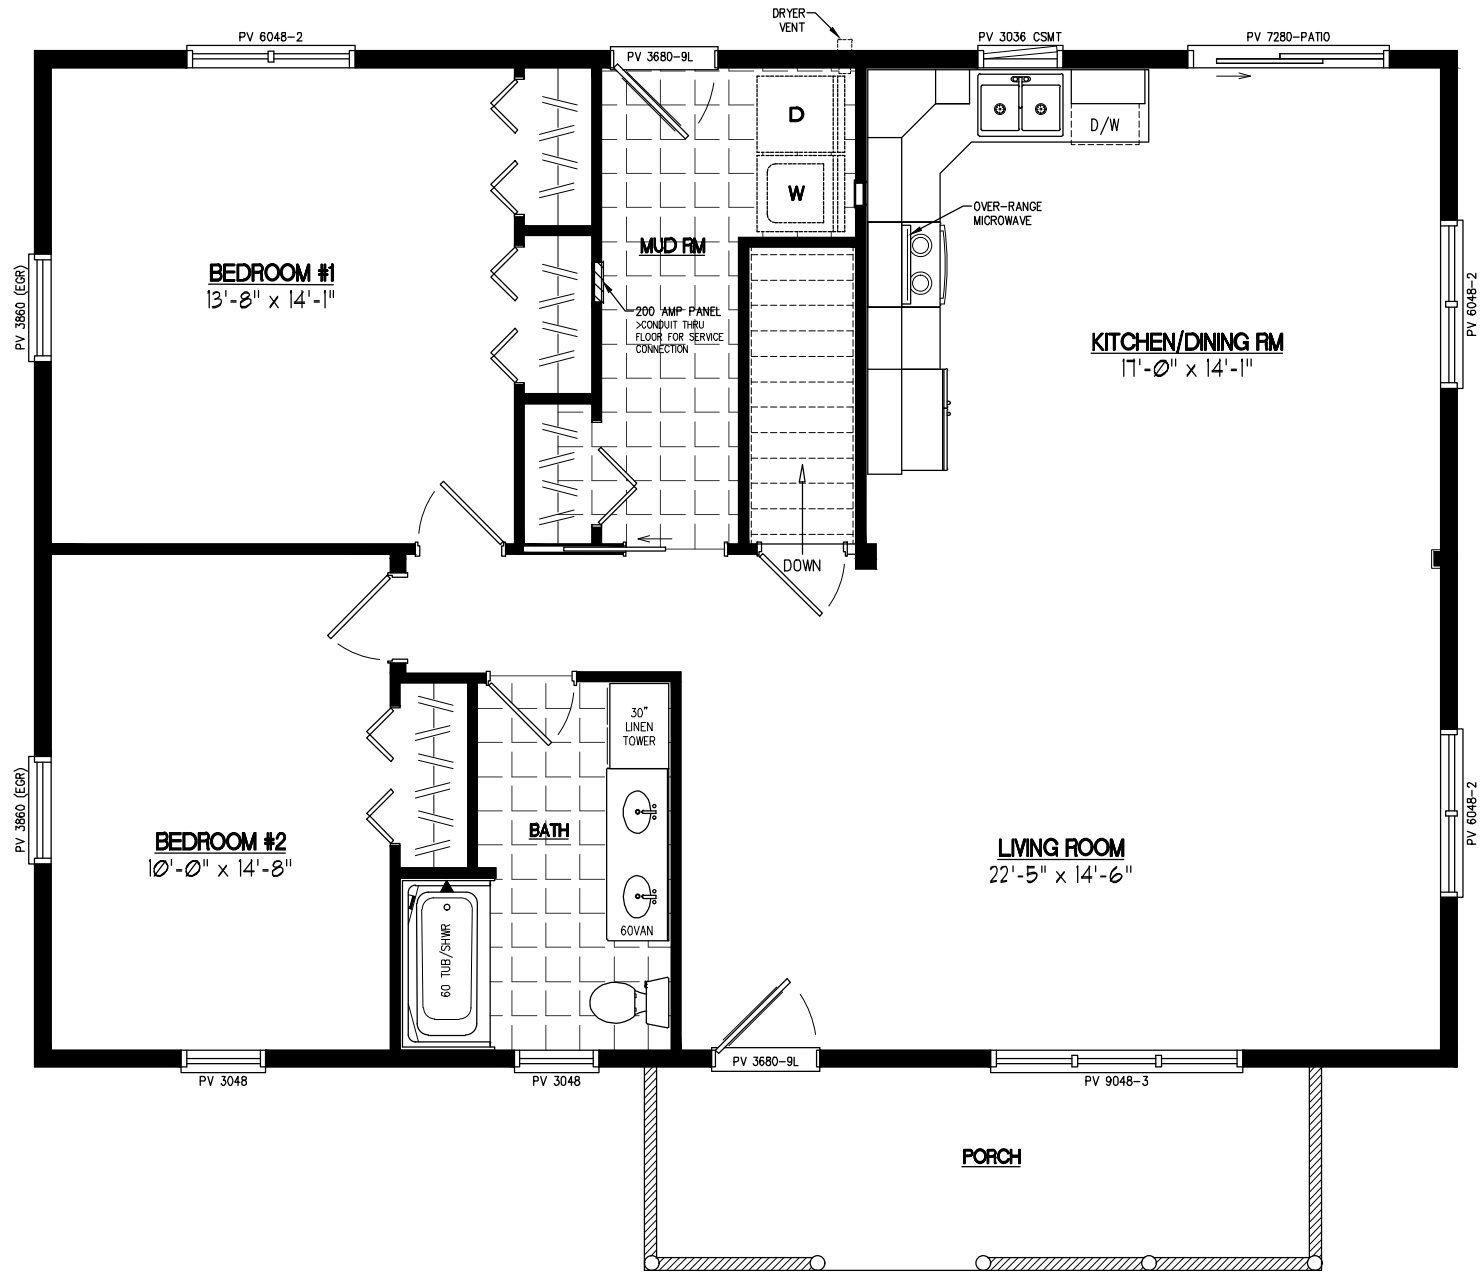 DRYER
VENT
PV 6048-2
PV 3680-9L
PV 3036 CSMT
PV 7280-PATIO
D
D/W
W
OVER-RANGE
MICROWAVE
MUD RM
BEDROOM #1
13'-8" x 14'-1"
PV 3860 (EGR)
200 AMP PANEL
>CONDUIT THRU
FLOOR FOR SERVICE
CONNECTION
PV 6048-2
KITCHEN/DINING RM
17'-0" x 14'-1"
DOWN
30"
LINEN
TOWER
PV 3860 (EGR)
BEDROOM #2
10'-0" x 14'-8"
BATH
LIVING ROOM
22'-5" x 14'-6"
PV 6048-2
60 TUB/SHWR
60VAN
PV 3048
PV 3048
PV 3680-9L
PV 9048-3
PORCH